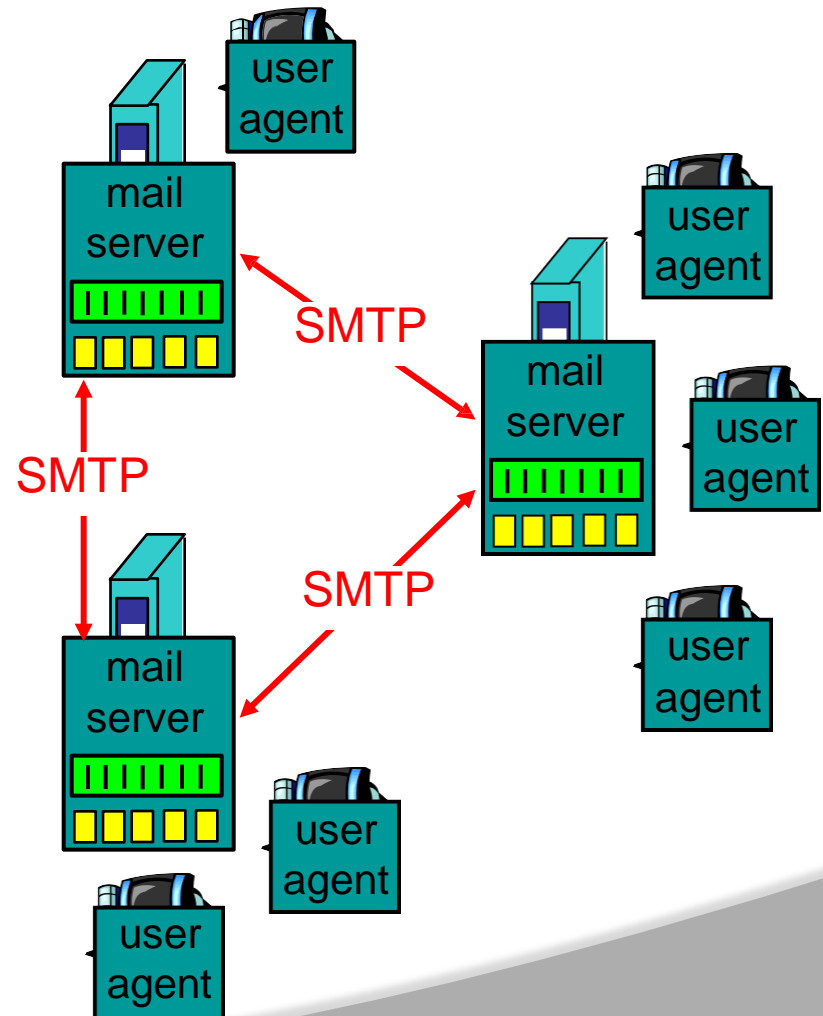 user
agent
mail
server
SMTP
user
agent
mail
server
user
agent
SMTP
SMTP
mail
server
user
agent
user
agent
user
agent